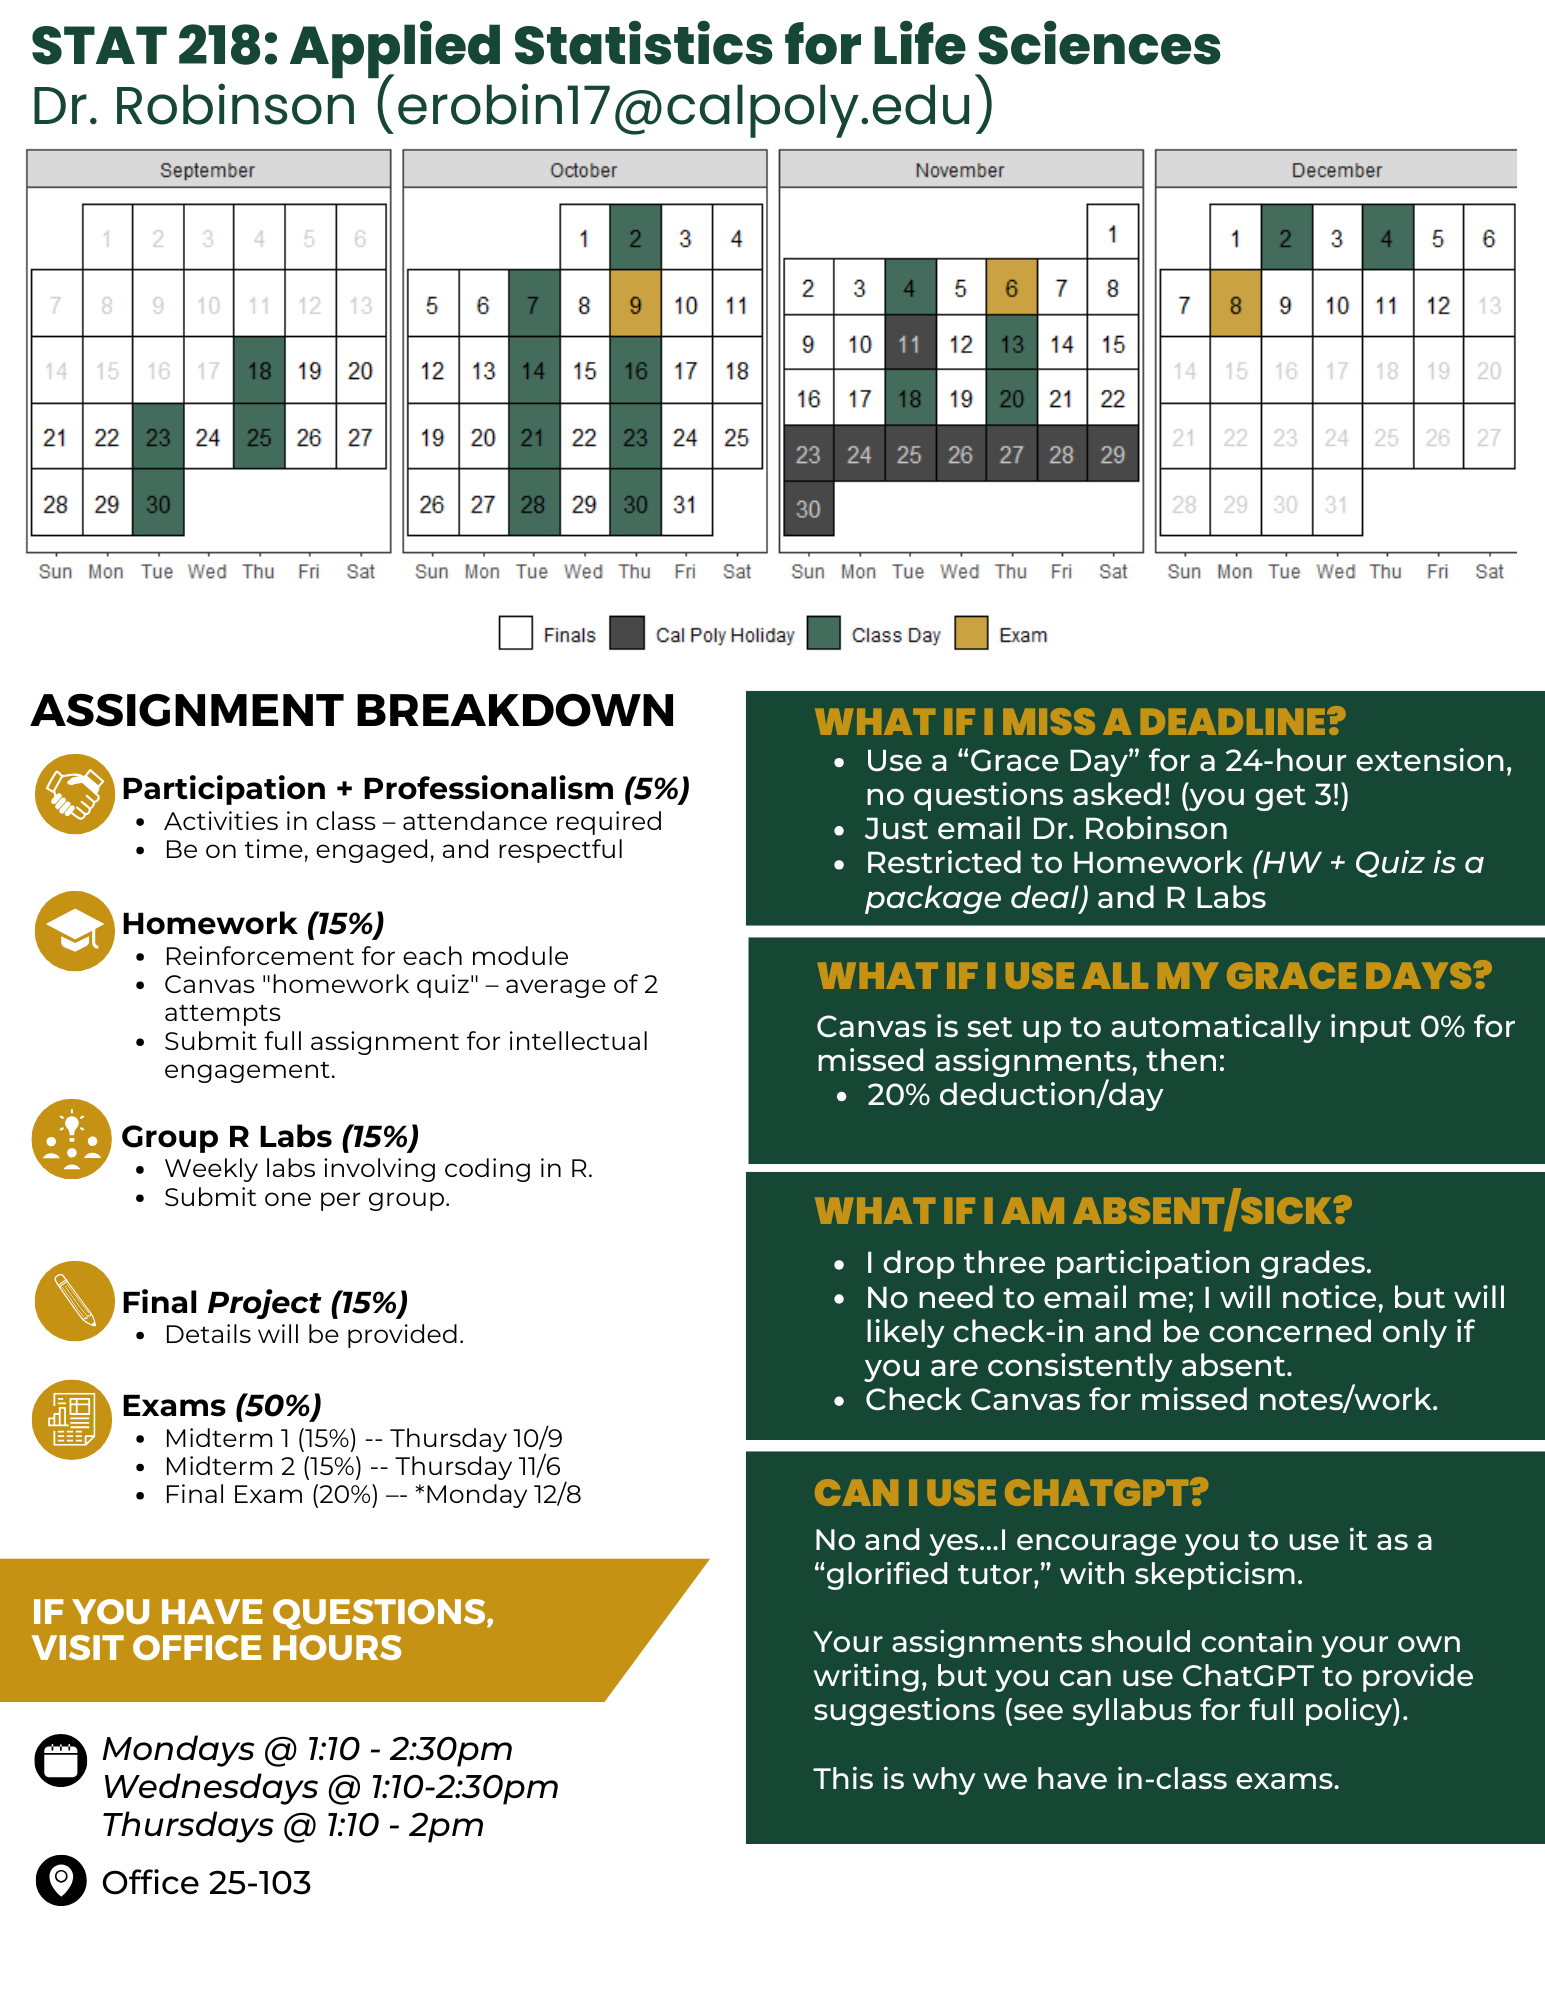 STAT 218: Applied Statistics for Life Sciences
Dr. Robinson (erobin17@calpoly.edu)
September
1 2 3 4 5 6
7 8 9 10 11 12 13
14 15 16 17 18 19 20
21 22 23 24 25 26 27
28 29 30
Sun Mon Tue Wed Thu Fri Sat
October
1 2 3 4
5 6 7 8 9 10 11
12 13 14 15 16 17 18
19 20 21 22 23 24 25
26 27 28 29 30 31
Sun Mon Tue Wed Thu Fri Sat
November
1
2 3 4 5 6 7 8
9 10 11 12 13 14 15
16 17 18 19 20 21 22
23 24 25 26 27 28 29
30
Sun Mon Tue Wed Thu Fri Sat
December
1 2 3 4 5 6
7 8 9 10 11 12 13
14 15 16 17 18 19 20
21 22 23 24 25 26 27
28 29 30 31
Sun Mon Tue Wed Thu Fri Sat
Finals Cal Poly Holiday Class Day Exam
ASSIGNMENT BREAKDOWN
Participation + Professionalism (5%)
• Activities in class – attendance required
• Be on time, engaged, and respectful
Homework (15%)
• Reinforcement for each module
• Canvas "homework quiz" – average of 2
attempts
• Submit full assignment for intellectual
engagement.
Group R Labs (15%)
• Weekly labs involving coding in R.
• Submit one per group.
Final Project (15%)
• Details will be provided.
Exams (50%)
• Midterm 1 (15%) -- Thursday 10/9
• Midterm 2 (15%) -- Thursday 11/6
• Final Exam (20%) –- *Monday 12/8
IF YOU HAVE QUESTIONS,
VISIT OFFICE HOURS
Mondays @ 1:10 - 2:30pm
Wednesdays @ 1:10-2:30pm
Thursdays @ 1:10 - 2pm
Office 25-103
WHAT IF I MISS A DEADLINE?
• Use a “Grace Day” for a 24-hour extension,
no questions asked! (you get 3!)
• Just email Dr. Robinson
• Restricted to Homework (HW + Quiz is a
package deal) and R Labs
WHAT IF I USE ALL MY GRACE DAYS?
Canvas is set up to automatically input 0% for
missed assignments, then:
• 20% deduction/day
WHAT IF I AM ABSENT/SICK?
• I drop three participation grades.
• No need to email me; I will notice, but will
likely check-in and be concerned only if
you are consistently absent.
• Check Canvas for missed notes/work.
CAN I USE CHATGPT?
No and yes...I encourage you to use it as a
“glorified tutor,” with skepticism.
Your assignments should contain your own
writing, but you can use ChatGPT to provide
suggestions (see syllabus for full policy).
This is why we have in-class exams.